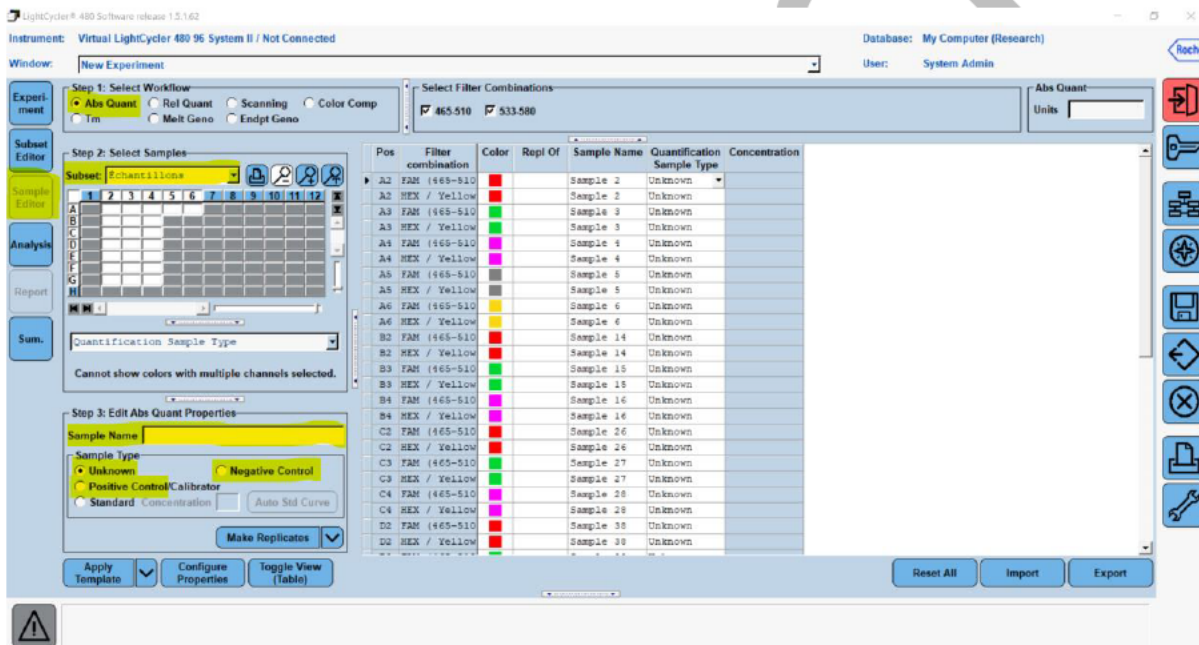 LightCycler® 480 Software release 1.5.1.62
Instrument: Virtual LightCycler 480 96 System II / Not Connected
Database: My Computer (Research)
Window: New Experiment
User: System Admin
Roch
Experi-
ment
Subset
Editor
Sample
Editor
Analysis
Report
Sum.
Step 1: Select Workflow
Abs Quant Rel Quant Scanning Color Comp
Tm Melt Geno Endpt Geno
Select Filter Combinations
465-510 533-580
Abs Quant
Units
Step 2: Select Samples
Subset: Echantillons
1 2 3 4 5 6 7 8 9 10 11 12
A
B
C
D
E
F
G
H
Quantification Sample Type
Cannot show colors with multiple channels selected.
Step 3: Edit Abs Quant Properties
Sample Name
Sample Type
Unknown Negative Control
Positive Control/Calibrator
Standard Concentration Auto Std Curve
Make Replicates
Apply
Template
Configure
Properties
Toggle View
(Table)
Pos Filter combination Color Repl Of Sample Name Quantification Sample Type Concentration
A2 FAM (465-510 Sample 2 Unknown
A2 HEX / Yellow Sample 2 Unknown
A3 FAM (465-510 Sample 3 Unknown
A3 HEX / Yellow Sample 3 Unknown
A4 FAM (465-510 Sample 4 Unknown
A4 HEX / Yellow Sample 4 Unknown
A5 FAM (465-510 Sample 5 Unknown
A5 HEX / Yellow Sample 5 Unknown
A6 FAM (465-510 Sample 6 Unknown
A6 HEX / Yellow Sample 6 Unknown
B2 FAM (465-510 Sample 14 Unknown
B2 HEX / Yellow Sample 14 Unknown
B3 FAM (465-510 Sample 15 Unknown
B3 HEX / Yellow Sample 15 Unknown
B4 FAM (465-510 Sample 16 Unknown
B4 HEX / Yellow Sample 16 Unknown
C2 FAM (465-510 Sample 26 Unknown
C2 HEX / Yellow Sample 26 Unknown
C3 FAM (465-510 Sample 27 Unknown
C3 HEX / Yellow Sample 27 Unknown
C4 FAM (465-510 Sample 28 Unknown
C4 HEX / Yellow Sample 28 Unknown
D2 FAM (465-510 Sample 38 Unknown
D2 HEX / Yellow Sample 38 Unknown
Reset All Import Export